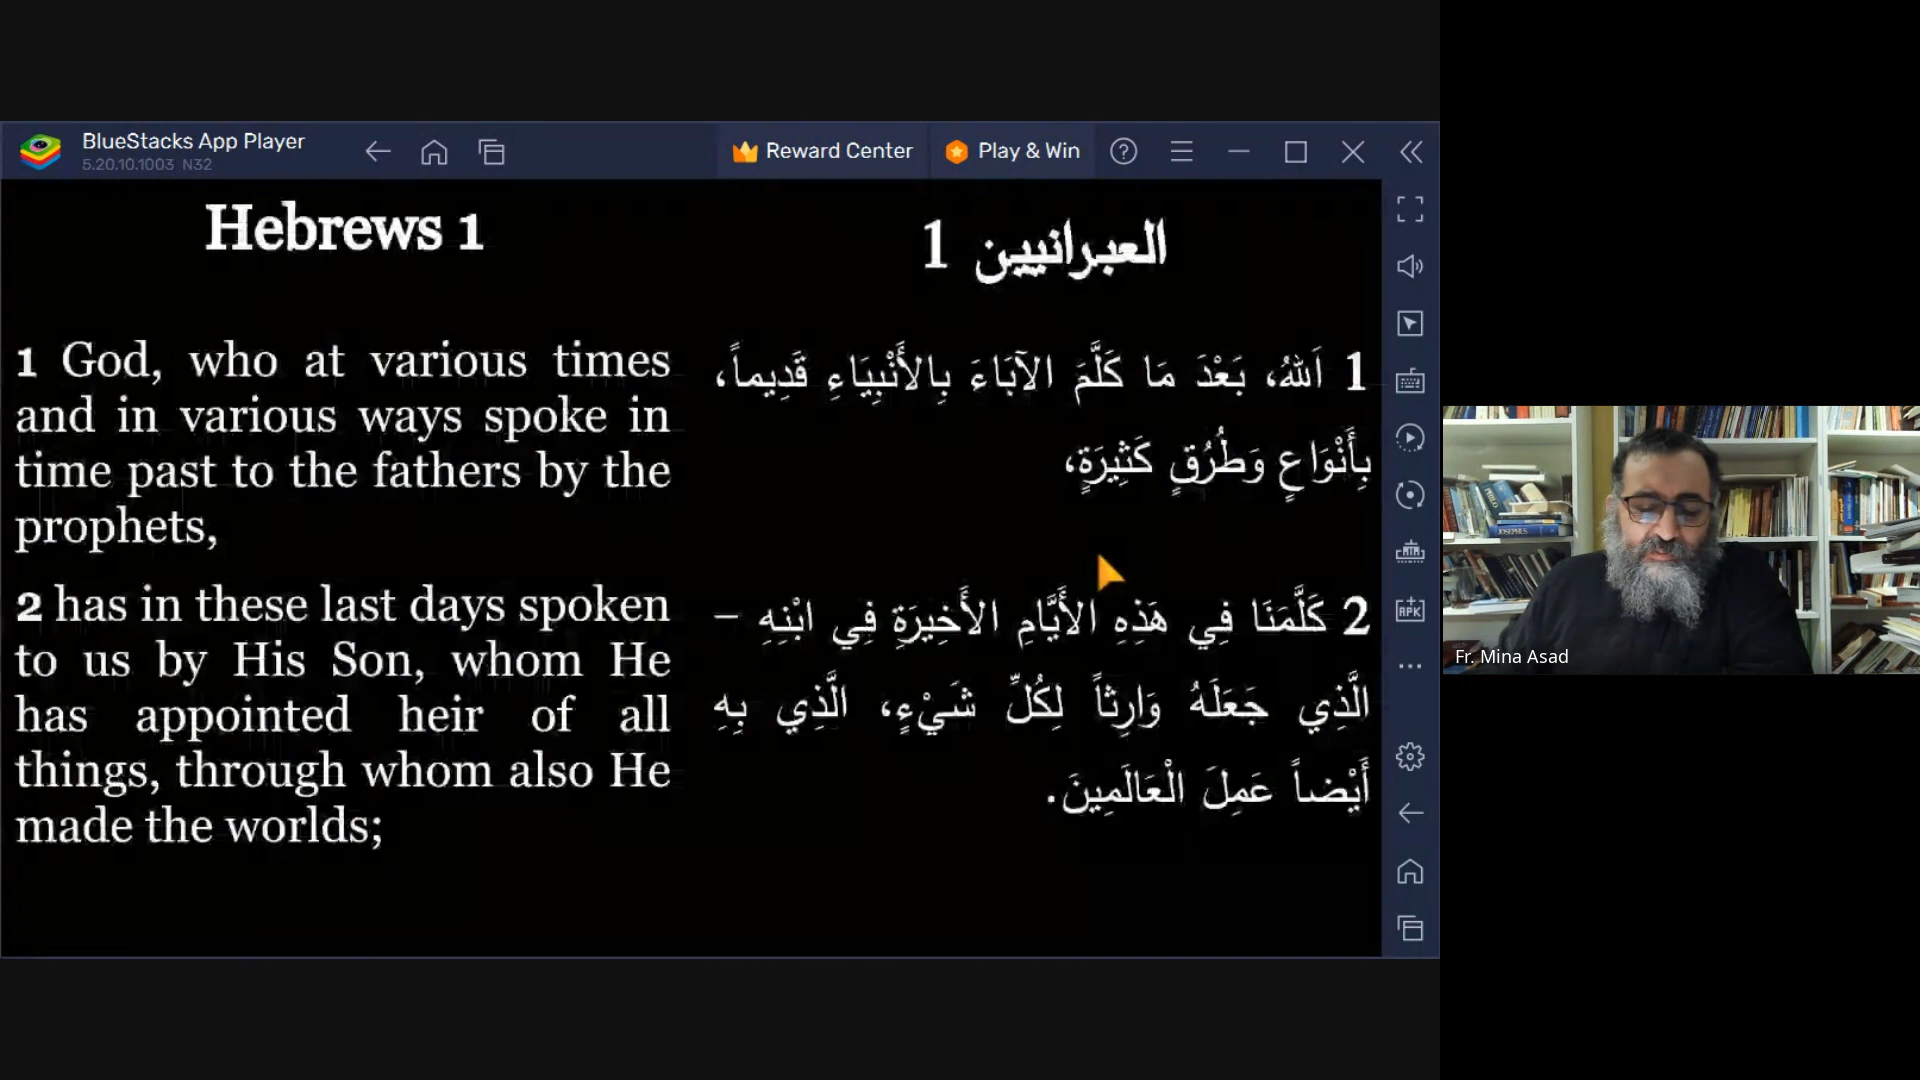 BlueStacks App Player
5.20.10.1003 N32
Reward Center
Play & Win
Hebrews 1
1 God, who at various times
and in various ways spoke in
time past to the fathers by the
prophets,
2 has in these last days spoken
to us by His Son, whom He
has appointed heir of all
things, through whom also He
made the worlds;
العبرانيين 1
1 اَللهُ، بَعْدَ مَا كَلَّمَ الآبَاءَ بِالأَنْبِيَاءِ قَدِيماً،
بِأَنْوَاعٍ وَطُرُقٍ كَثِيرَةٍ،
2 كَلَّمَنَا فِي هَذِهِ الأَيَّامِ الأَخِيرَةِ فِي ابْنِهِ –
الَّذِي جَعَلَهُ وَارِثاً لِكُلِّ شَيْءٍ، الَّذِي بِهِ
أَيْضاً عَمِلَ الْعَالَمِينَ.
APK
PHILO
JOSEPHUS
Fr. Mina Asad